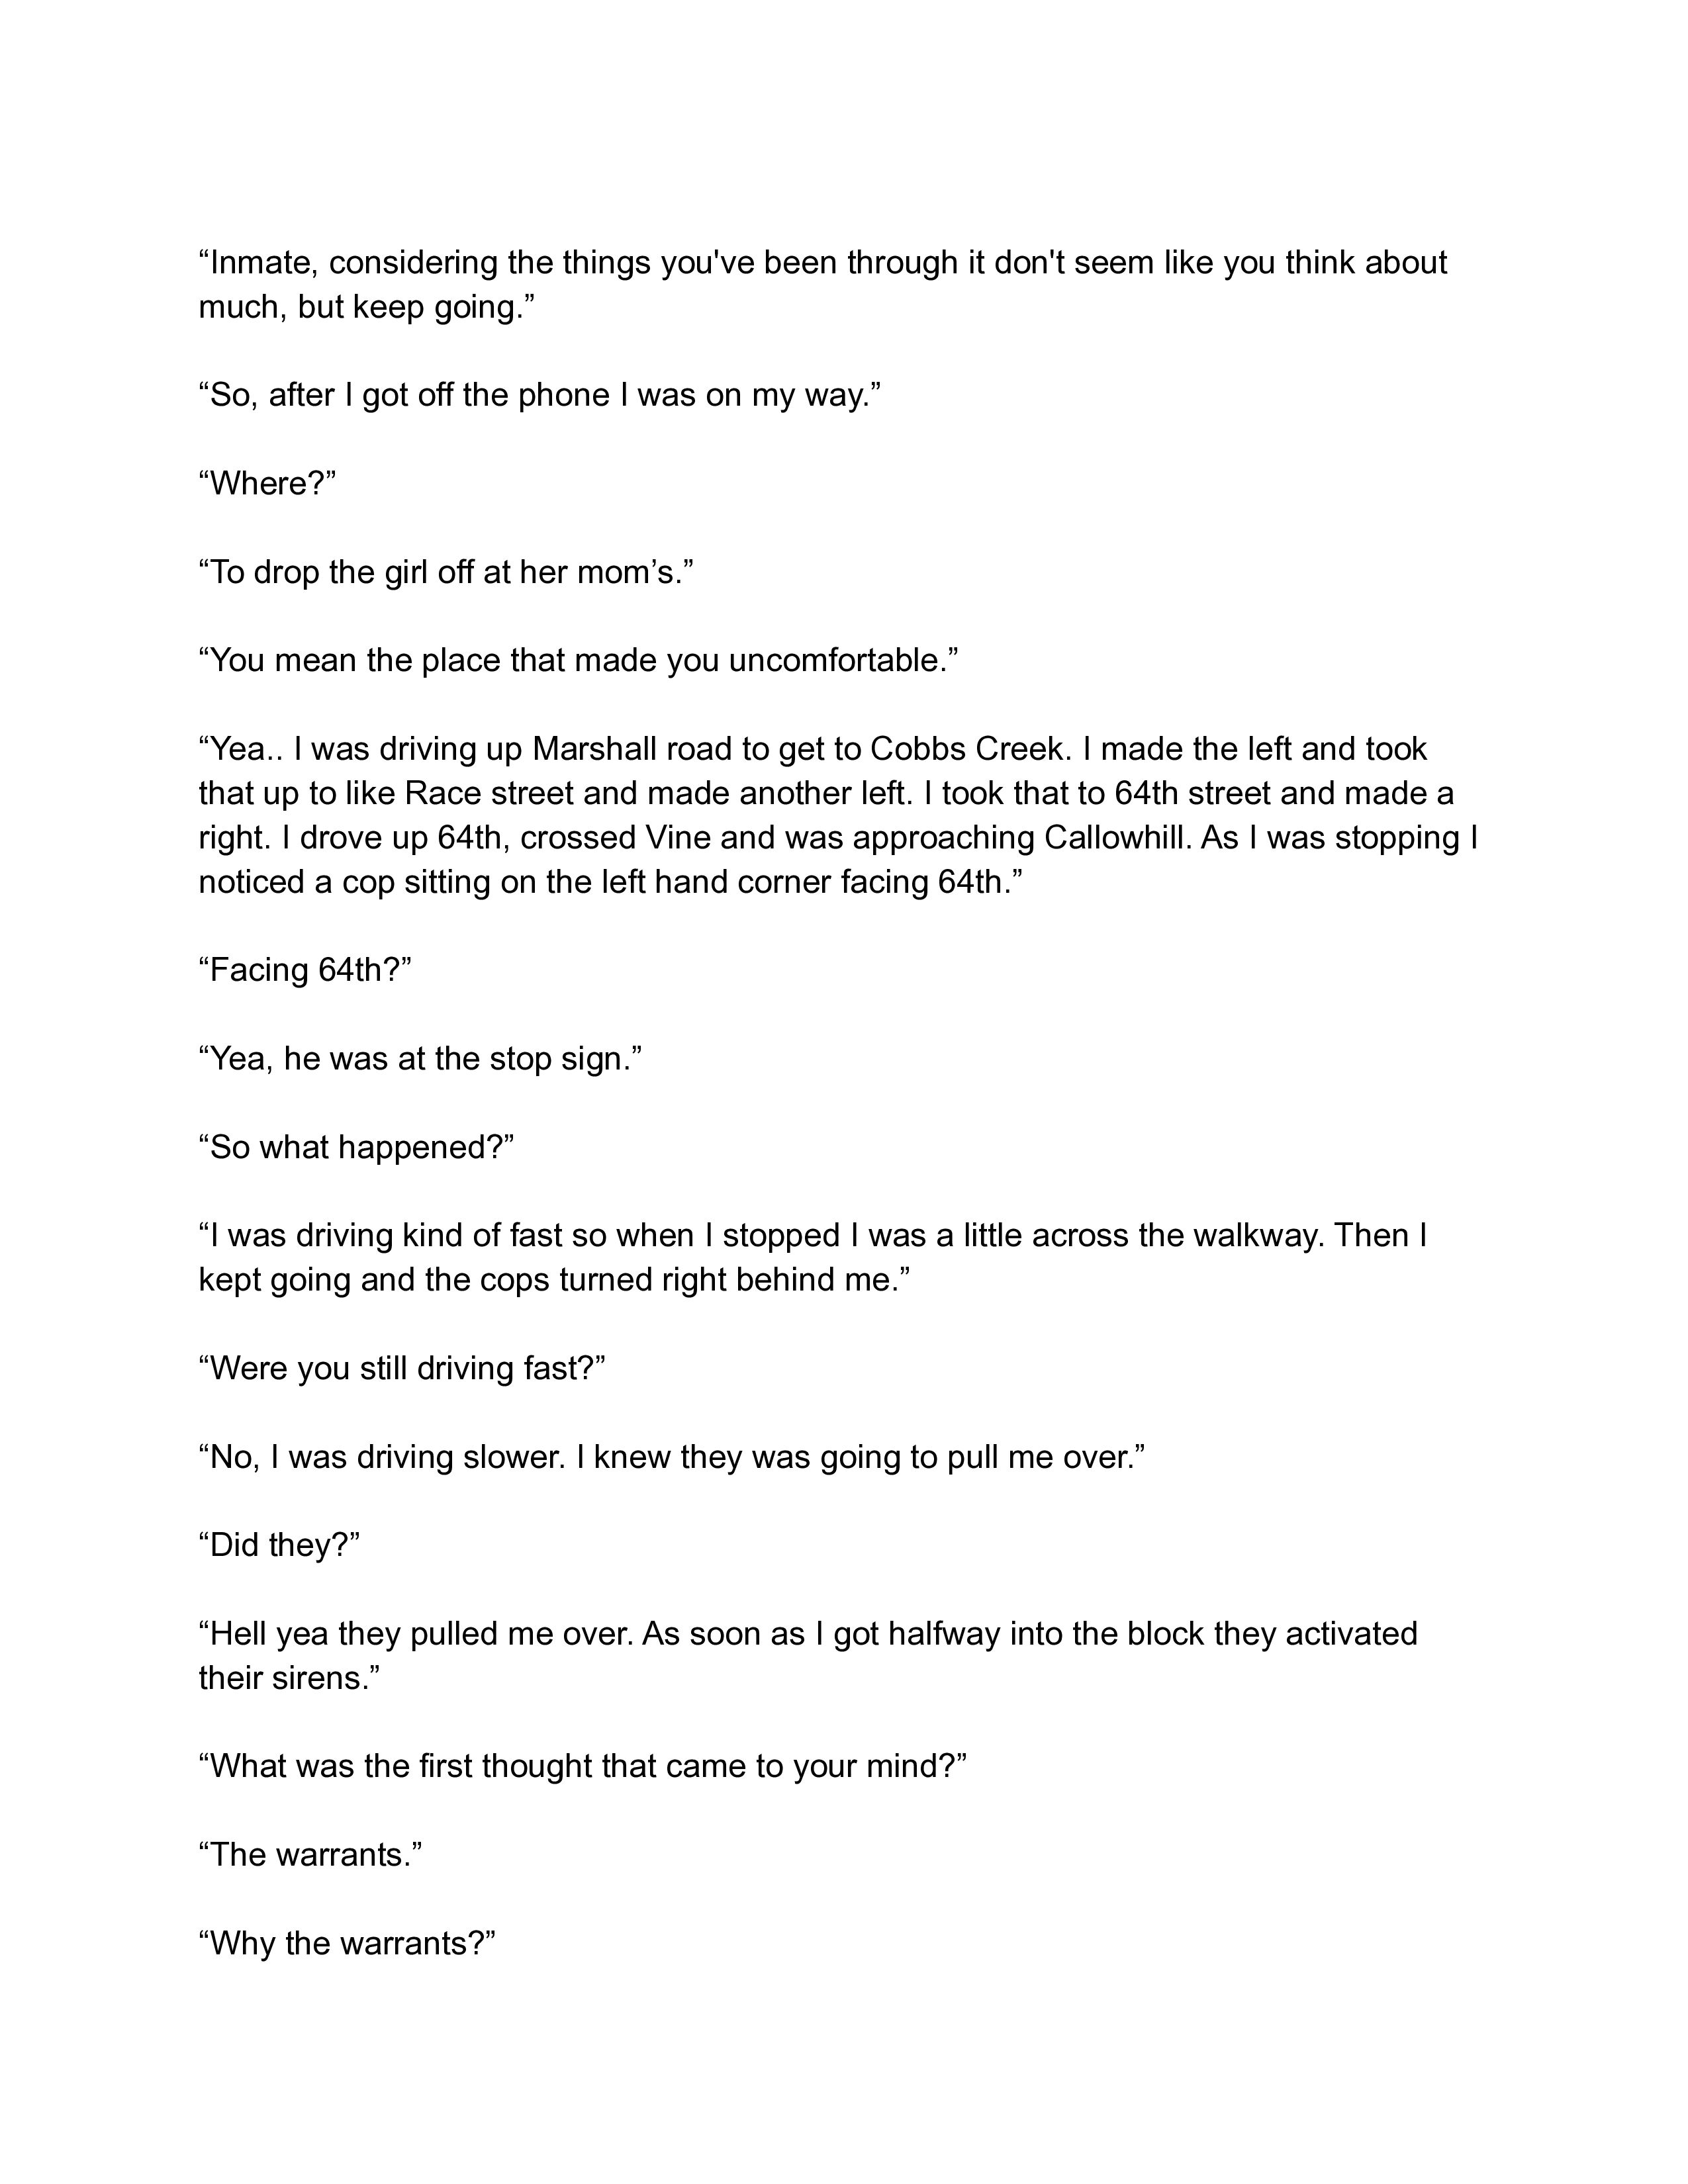 “Inmate, considering the things you've been through it don't seem like you think about
much, but keep going.”
“So, after I got off the phone I was on my way.”
“Where?”
“To drop the girl off at her mom’s.”
“You mean the place that made you uncomfortable.”
“Yea.. I was driving up Marshall road to get to Cobbs Creek. I made the left and took
that up to like Race street and made another left. I took that to 64th street and made a
right. I drove up 64th, crossed Vine and was approaching Callowhill. As I was stopping I
noticed a cop sitting on the left hand corner facing 64th.”
“Facing 64th?”
“Yea, he was at the stop sign.”
“So what happened?”
“I was driving kind of fast so when I stopped I was a little across the walkway. Then I
kept going and the cops turned right behind me.”
“Were you still driving fast?”
“No, I was driving slower. I knew they was going to pull me over.”
“Did they?”
“Hell yea they pulled me over. As soon as I got halfway into the block they activated
their sirens.”
“What was the first thought that came to your mind?”
“The warrants.”
“Why the warrants?”